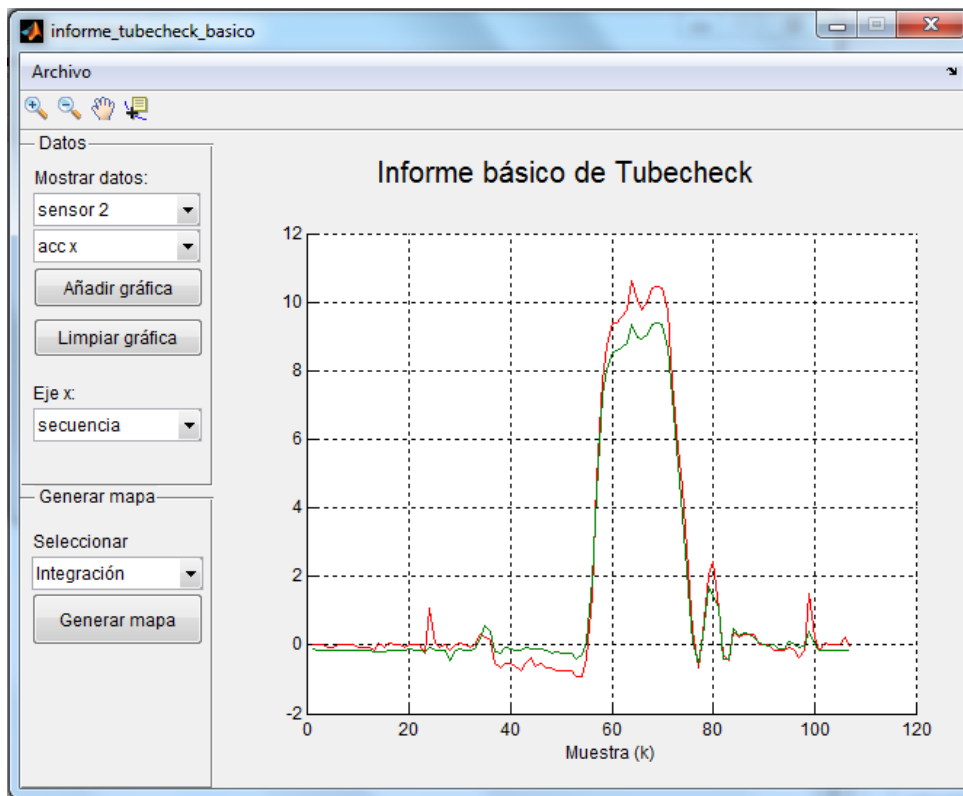 informe_tubecheck_basico
Archivo
Datos
Mostrar datos:
sensor 2
acc x
Añadir gráfica
Limpiar gráfica
Eje x:
secuencia
Generar mapa
Seleccionar
Integración
Generar mapa
Informe básico de Tubecheck
12
10
8
6
4
2
0
-2
0 20 40 60 80 100 120
Muestra (k)